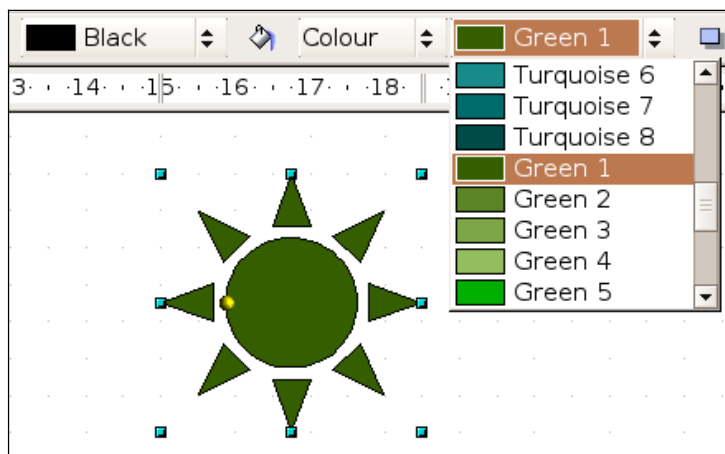 Black Colour Green 1
3 · · 14 · · 15 · · 16 · · 17 · · 18 ·
Turquoise 6
Turquoise 7
Turquoise 8
Green 1
Green 2
Green 3
Green 4
Green 5